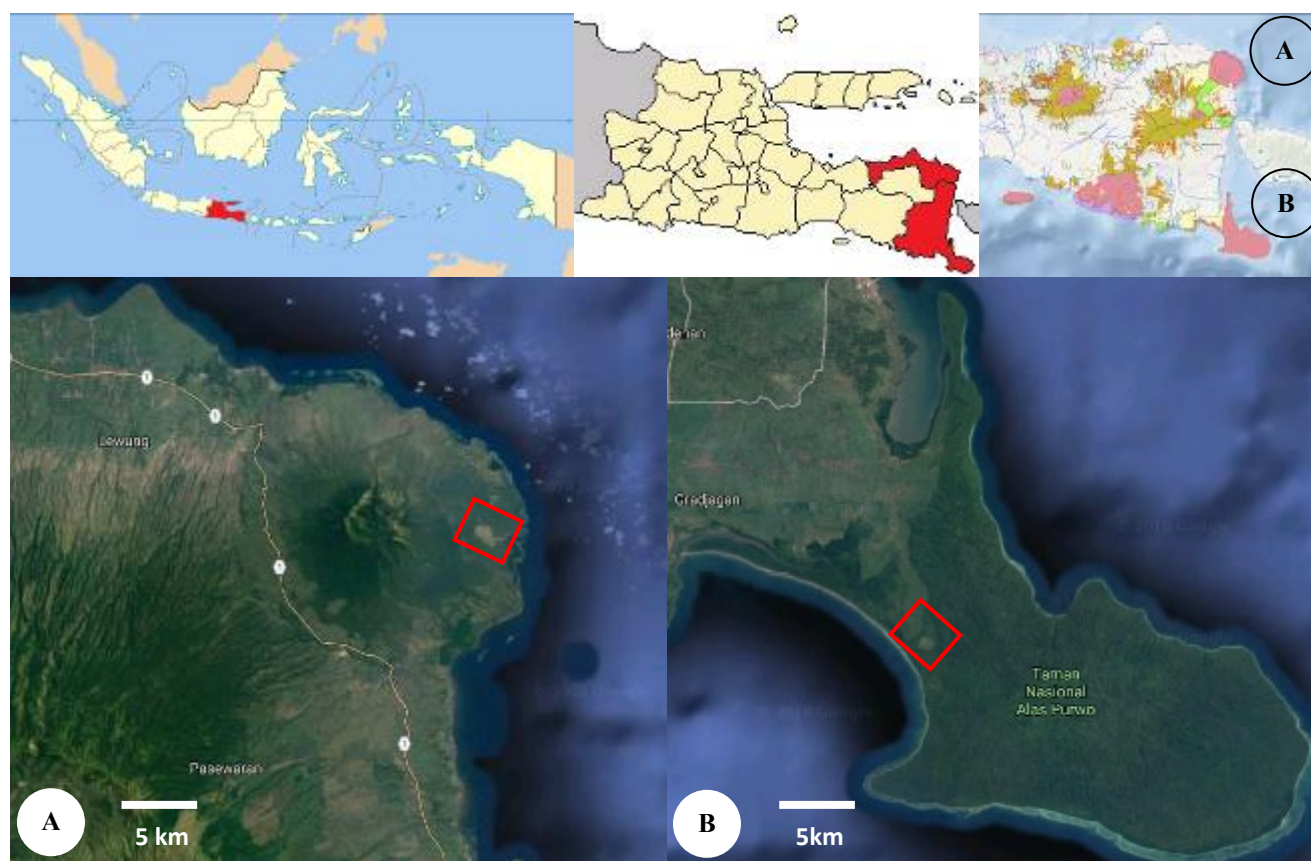 A
B
Lewung
Pasewaran
A
5 km
Gradjagan
Taman
Nasional
Alas Purwo
B
5km